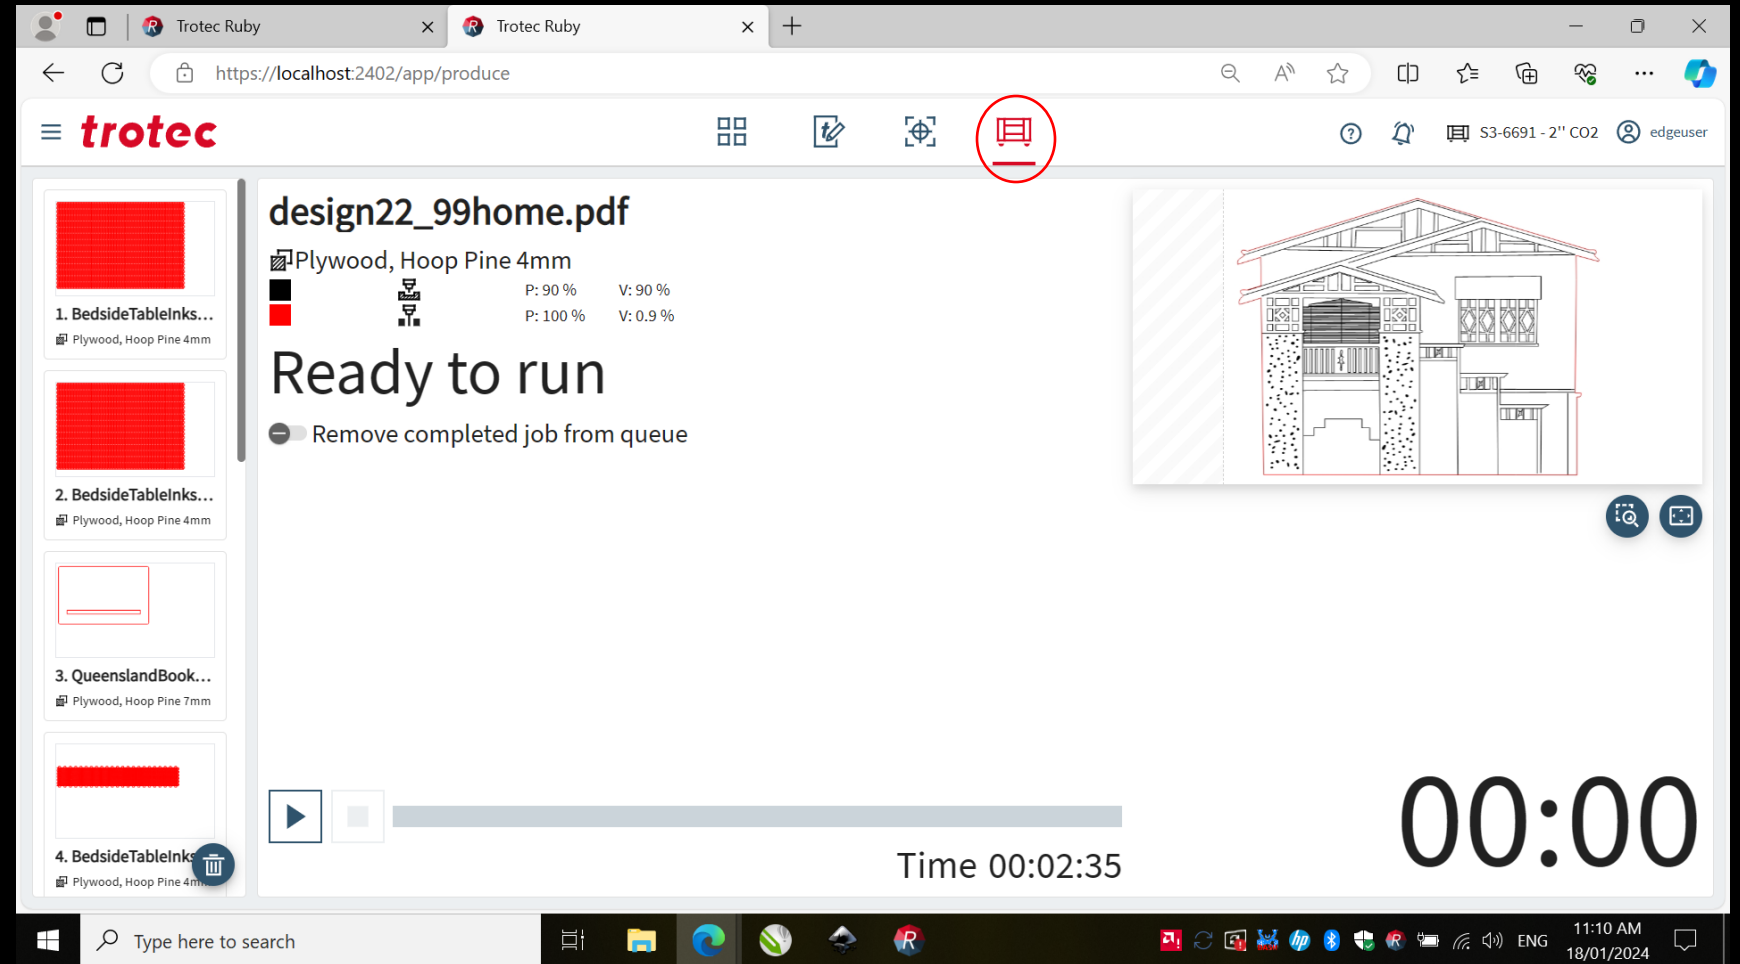 Trotec Ruby
Trotec Ruby
https://localhost:2402/app/produce
trotec
S3-6691 - 2'' CO2
edgeuser
1. BedsideTableInks...
Plywood, Hoop Pine 4mm
2. BedsideTableInks...
Plywood, Hoop Pine 4mm
3. QueenslandBook...
Plywood, Hoop Pine 7mm
4. BedsideTableInks
Plywood, Hoop Pine 4m
design22_99home.pdf
Plywood, Hoop Pine 4mm
P: 90 % V: 90 %
P: 100 % V: 0.9 %
Ready to run
Remove completed job from queue
Time 00:02:35
00:00
Type here to search
ENG
11:10 AM
18/01/2024